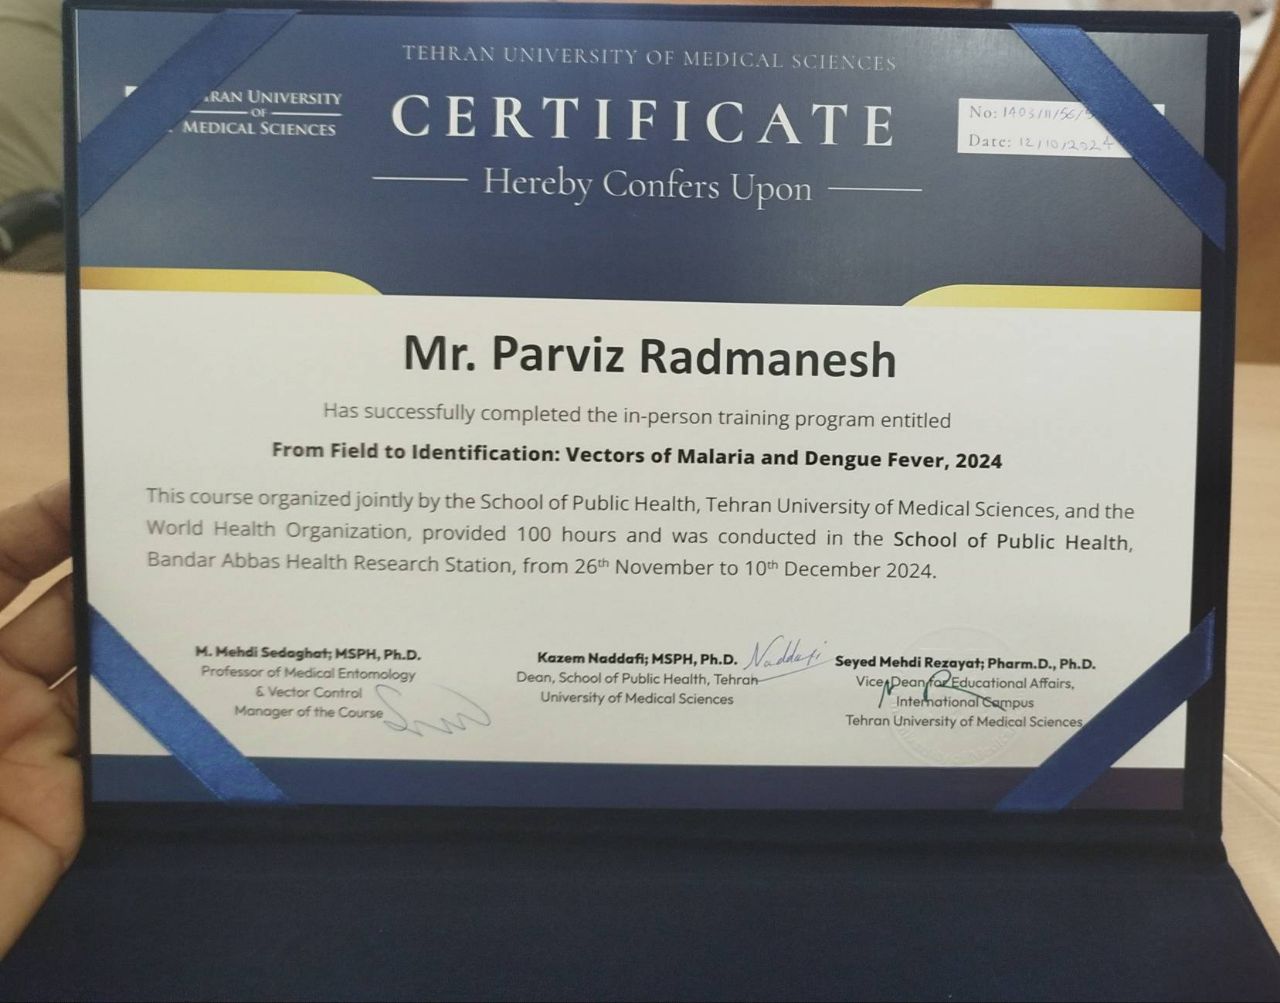 TEHRAN UNIVERSITY OF MEDICAL SCIENCES
UNIVERSITY
OF
MEDICAL SCIENCES
CERTIFICATE
No: 1403/11/56/
Date: 12/10/2024
Hereby Confers Upon
Mr. Parviz Radmanesh
Has successfully completed the in-person training program entitled
From Field to Identification: Vectors of Malaria and Dengue Fever, 2024
This course organized jointly by the School of Public Health, Tehran University of Medical Sciences, and the
World Health Organization, provided 100 hours and was conducted in the School of Public Health,
Bandar Abbas Health Research Station, from 26th November to 10th December 2024.
M. Mehdi Sedaghat; MSPH, Ph.D.
Professor of Medical Entomology
& Vector Control
Manager of the Course
Kazem Naddafi; MSPH, Ph.D.
Naddafi
Dean, School of Public Health, Tehran
University of Medical Sciences
Seyed Mehdi Rezayat; Pharm.D., Ph.D.
Vice Dean for Educational Affairs,
International Campus
Tehran University of Medical Sciences